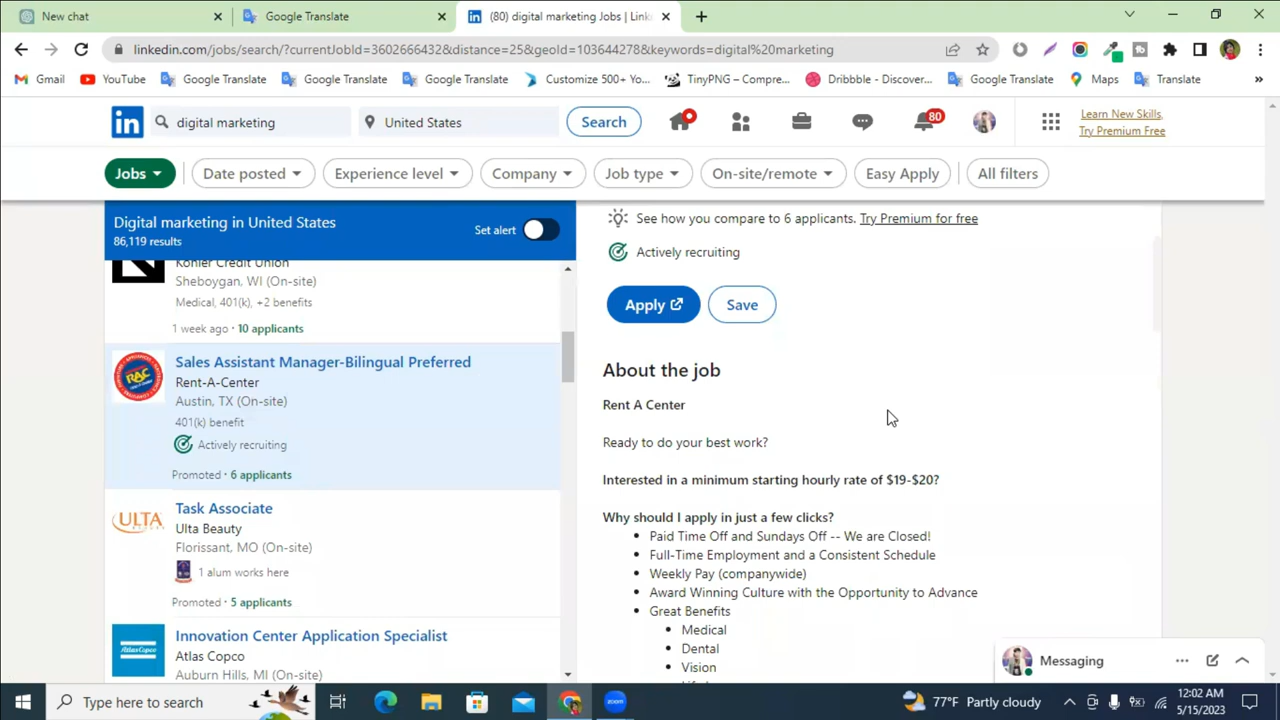 New chat
Google Translate
(80) digital marketing Jobs | Link
linkedin.com/jobs/search/?currentJobId=3602666432&distance=25&geoId=103644278&keywords=digital%20marketing
Gmail
YouTube
Google Translate
Google Translate
Google Translate
Customize 500+ Yo...
TinyPNG – Compre...
Dribbble - Discover...
Google Translate
Maps
Translate
»
in
digital marketing
United States
Search
80
Learn New Skills,
Try Premium Free
Jobs
Date posted
Experience level
Company
Job type
On-site/remote
Easy Apply
All filters
Digital marketing in United States
86,119 results
Set alert
Kohler Credit Union
Sheboygan, WI (On-site)
Medical, 401(k), +2 benefits
1 week ago · 10 applicants
RAC
Sales Assistant Manager-Bilingual Preferred
Rent-A-Center
Austin, TX (On-site)
401(k) benefit
Actively recruiting
Promoted · 6 applicants
ULTA
Task Associate
Ulta Beauty
Florissant, MO (On-site)
1 alum works here
Promoted · 5 applicants
Atlas Copco
Innovation Center Application Specialist
Atlas Copco
Auburn Hills, MI (On-site)
See how you compare to 6 applicants. Try Premium for free
Actively recruiting
Apply
Save
About the job
Rent A Center
Ready to do your best work?
Interested in a minimum starting hourly rate of $19-$20?
Why should I apply in just a few clicks?
• Paid Time Off and Sundays Off -- We are Closed!
• Full-Time Employment and a Consistent Schedule
• Weekly Pay (companywide)
• Award Winning Culture with the Opportunity to Advance
• Great Benefits
• Medical
• Dental
• Vision
Messaging
Type here to search
zoom
77°F Partly cloudy
12:02 AM
5/15/2023